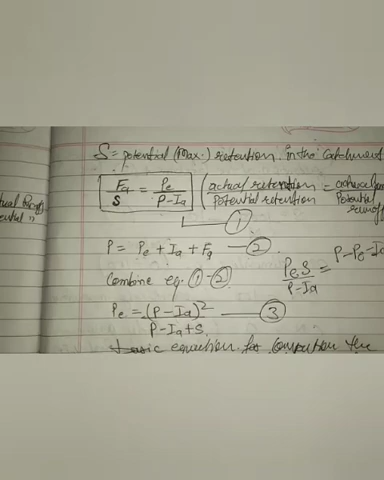 S = potential (Max.) retention in the Catchment
Fa/S = Pe/P-Ia (actual retention/Potential retention = actual/Potential
①
P = Pe + Ia + Fa — ②
Combine eq. ①-②
Pe S/P-Ia = P-Pe-Ia
Pe = (P-Ia)²/P-Ia+S — ③
basic equation for computation the